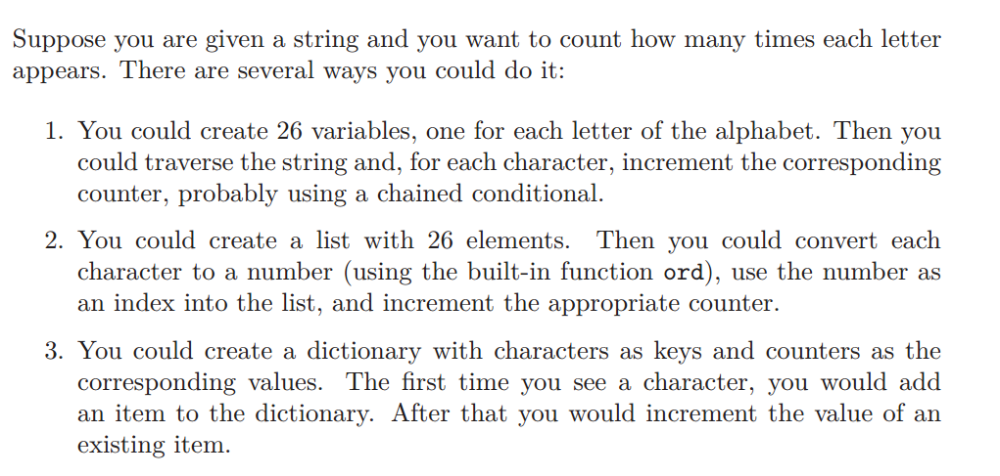 Suppose you are given a string and you want to count how many times each letter
appears. There are several ways you could do it:
1. You could create 26 variables, one for each letter of the alphabet. Then you
could traverse the string and, for each character, increment the corresponding
counter, probably using a chained conditional.
2. You could create a list with 26 elements. Then you could convert each
character to a number (using the built-in function ord), use the number as
an index into the list, and increment the appropriate counter.
3. You could create a dictionary with characters as keys and counters as the
corresponding values. The first time you see a character, you would add
an item to the dictionary. After that you would increment the value of an
existing item.